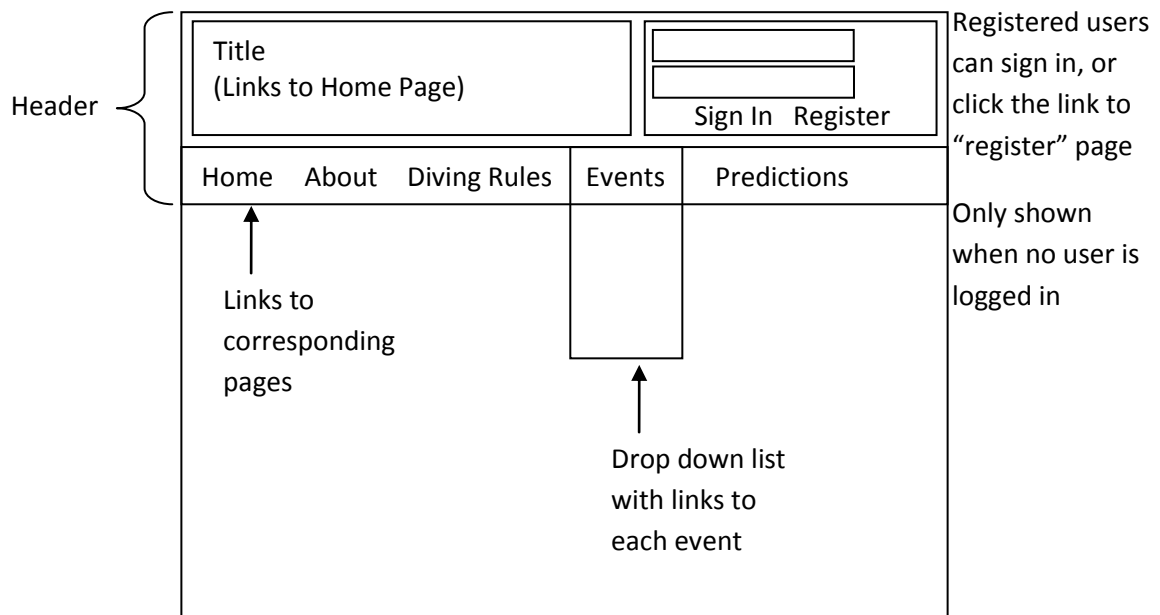 Header
Title
(Links to Home Page)
Sign In Register
Registered users
can sign in, or
click the link to
“register” page
Only shown
when no user is
logged in
Home About Diving Rules Events Predictions
Links to
corresponding
pages
Drop down list
with links to
each event